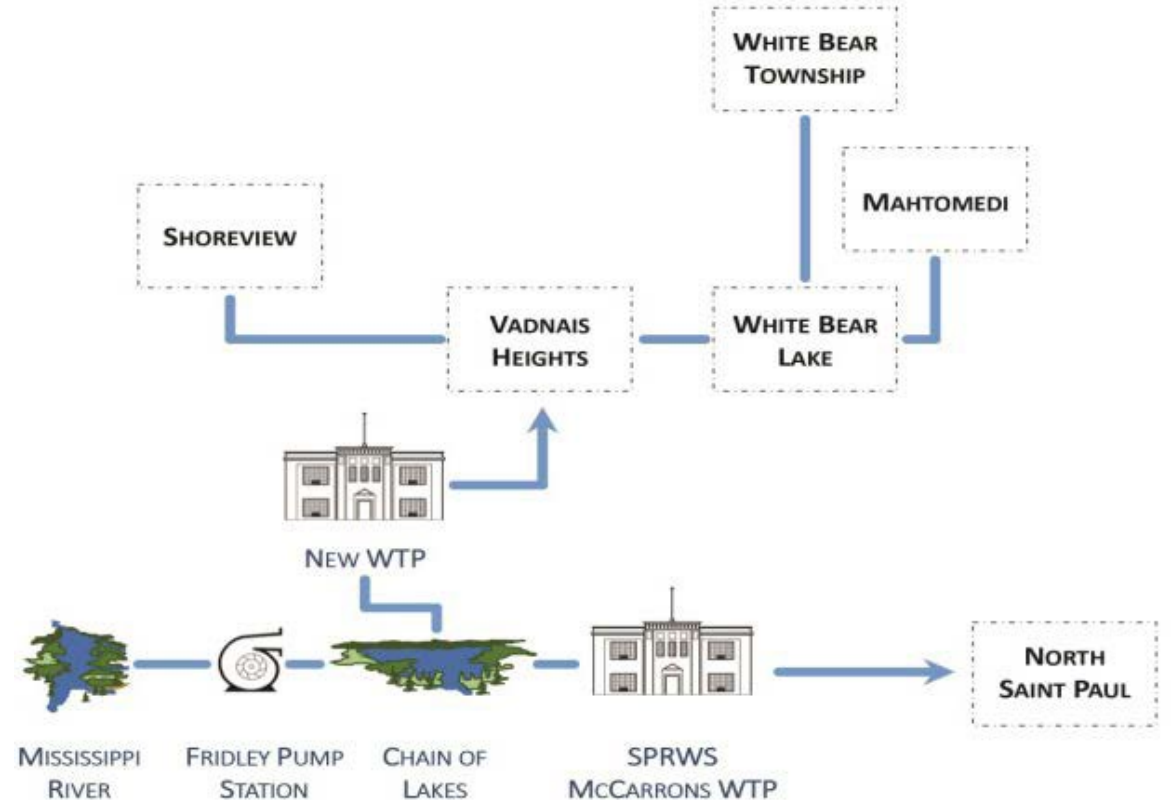 WHITE BEAR
TOWNSHIP
MAHTOMEDI
SHOREVIEW
VADNAIS
HEIGHTS
WHITE BEAR
LAKE
NEW WTP
NORTH
SAINT PAUL
MISSISSIPPI
RIVER
FRIDLEY PUMP
STATION
CHAIN OF
LAKES
SPRWS
MCCARRONS WTP